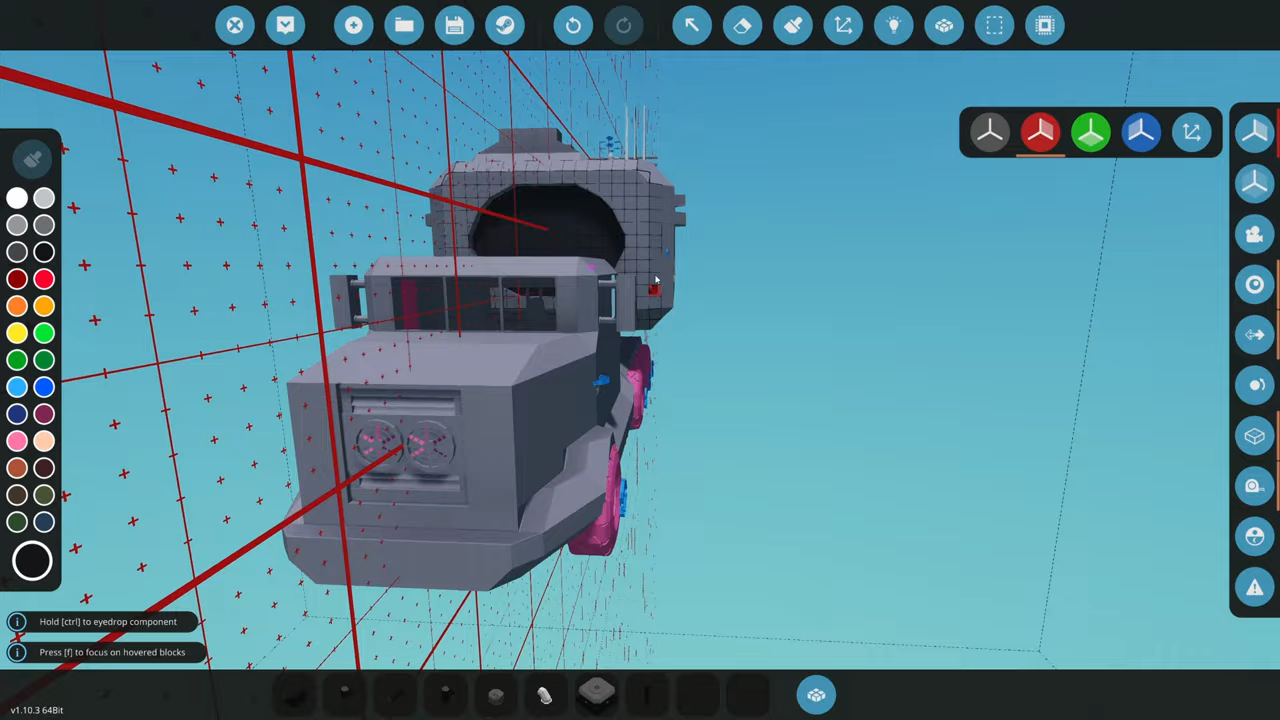 Hold [ctrl] to eyedrop component
Press [f] to focus on hovered blocks
v1.10.3 64Bit